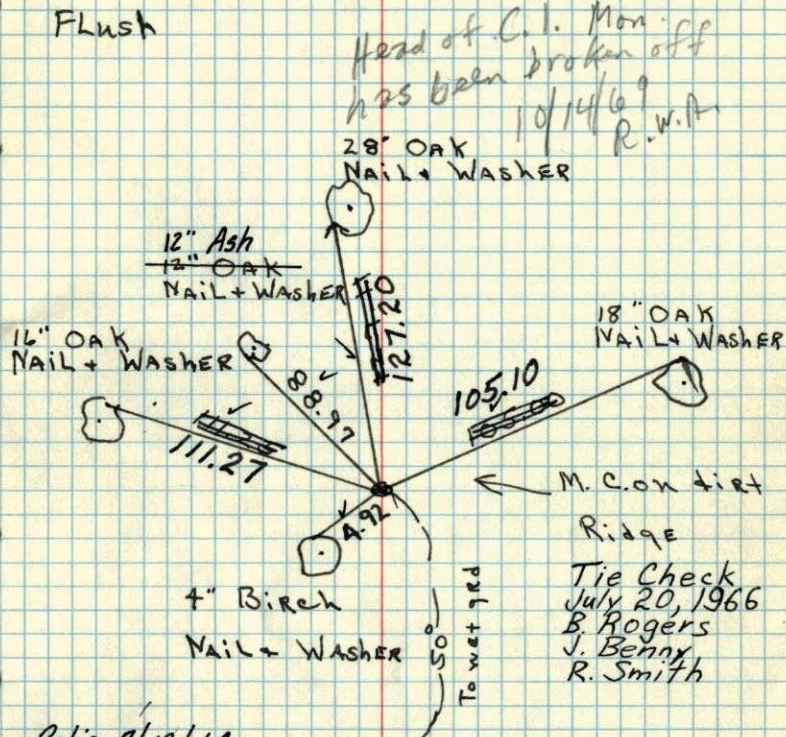 FLush
Head of C.I. Mon.
has been broken off
10/14/69
R.W.A.
28" OAK
NAiL + WASHER
12" Ash
12" OAK
NAiL + WASHER
16" OAK
NAiL + WASHER
18" OAK
NAiL + WASHER
127.20
88.97
105.10
111.27
4.92
M.C. on dirt
Ridge
4" BiRch
NAiL + WASHER
50'
To wet grd
Tie Check
July 20, 1966
B. Rogers
J. Benny
R. Smith